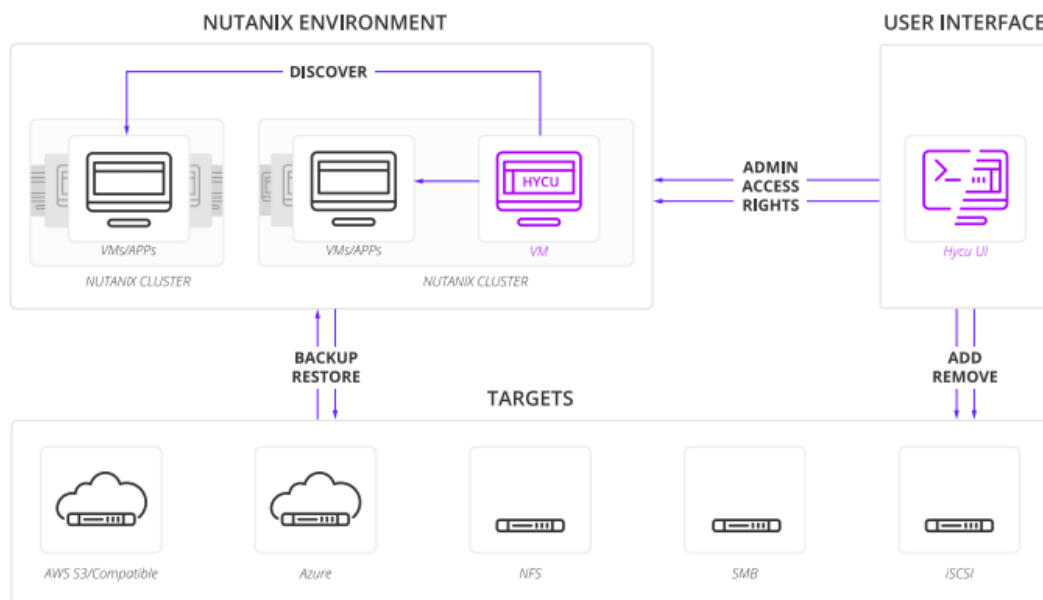 NUTANIX ENVIRONMENT
USER INTERFACE
DISCOVER
HYCU
ADMIN
ACCESS
RIGHTS
VMs/APPs
VMs/APPs
VM
Hycu UI
NUTANIX CLUSTER
NUTANIX CLUSTER
BACKUP
RESTORE
ADD
REMOVE
TARGETS
AWS S3/Compatible
Azure
NFS
SMB
iSCSI